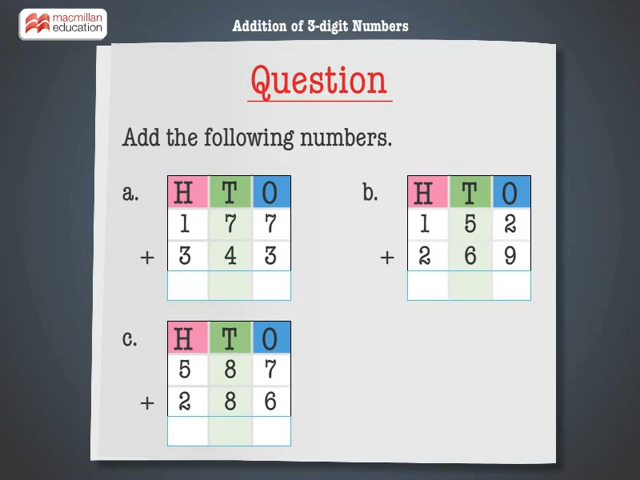 macmillan
education
Addition of 3-digit Numbers
Question
Add the following numbers.
a.
H T O
1 7 7
+ 3 4 3
b.
H T O
1 5 2
+ 2 6 9
c.
H T O
5 8 7
+ 2 8 6